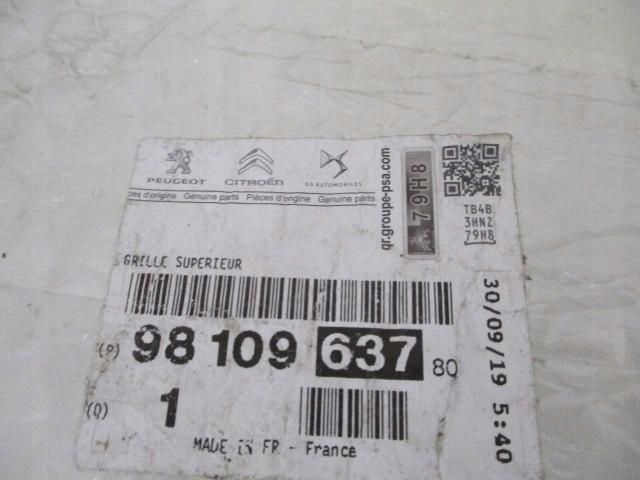 PEUGEOT CITROËN DS AUTOMOBILES
ces d'origine Genuine parts Pièces d'origine Genuine parts
qr.groupe-psa.com
79H8
TB4B
3HNZ
79H8
GRILLE SUPERIEUR
(P) 98 109 637 80
(Q) 1
MADE IN FR - France
30/09/19 5:40